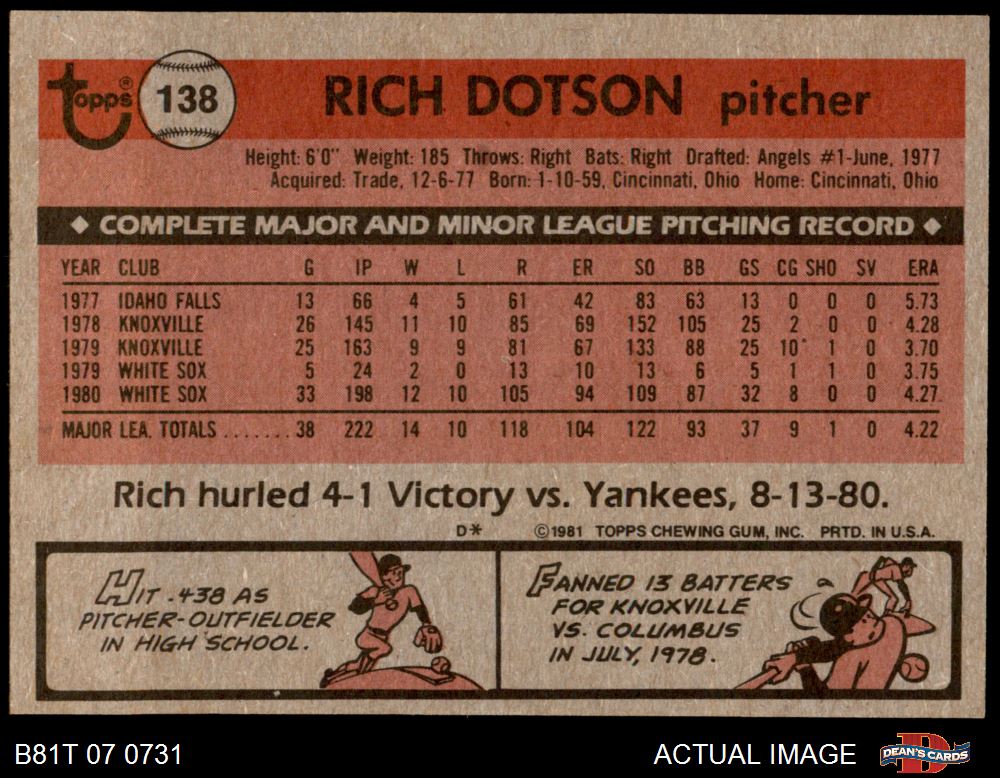 Topps® 138 RICH DOTSON pitcher
Height: 6'0" Weight: 185 Throws: Right Bats: Right Drafted: Angels #1-June, 1977
Acquired: Trade, 12-6-77 Born: 1-10-59, Cincinnati, Ohio Home: Cincinnati, Ohio
◆ COMPLETE MAJOR AND MINOR LEAGUE PITCHING RECORD ◆
YEAR CLUB G IP W L R ER SO BB GS CG SHO SV ERA
1977 IDAHO FALLS 13 66 4 5 61 42 83 63 13 0 0 0 5.73
1978 KNOXVILLE 26 145 11 10 85 69 152 105 25 2 0 0 4.28
1979 KNOXVILLE 25 163 9 9 81 67 133 88 25 10 1 0 3.70
1979 WHITE SOX 5 24 2 0 13 10 13 6 5 1 1 0 3.75
1980 WHITE SOX 33 198 12 10 105 94 109 87 32 8 0 0 4.27
MAJOR LEA. TOTALS ....... 38 222 14 10 118 104 122 93 37 9 1 0 4.22
Rich hurled 4-1 Victory vs. Yankees, 8-13-80.
D* ©1981 TOPPS CHEWING GUM, INC. PRTD. IN U.S.A.
HIT .438 AS
PITCHER-OUTFIELDER
IN HIGH SCHOOL.
FANNED 13 BATTERS
FOR KNOXVILLE
VS. COLUMBUS
IN JULY, 1978.
B81T 07 0731 ACTUAL IMAGE DEAN'S CARDS